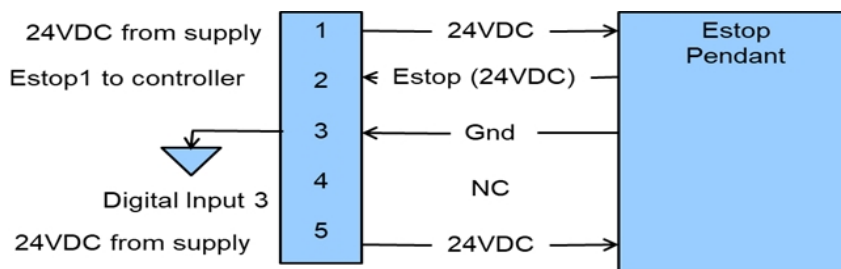 24VDC from supply 1 24VDC Estop
Pendant
Estop1 to controller 2 Estop (24VDC)
3 Gnd
Digital Input 3 4 NC
24VDC from supply 5 24VDC